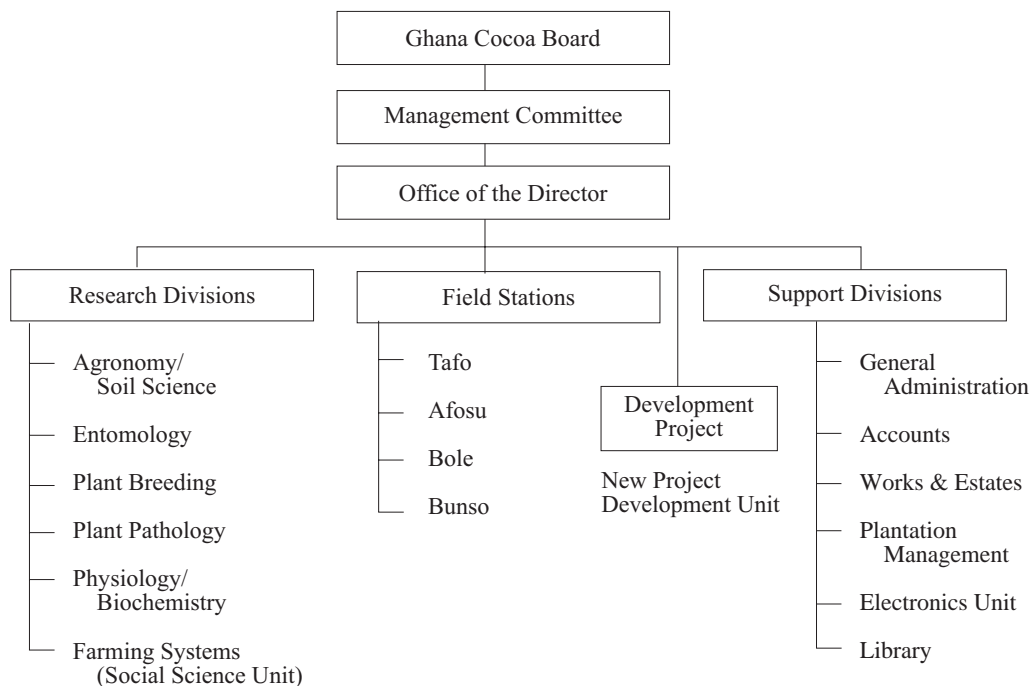 Ghana Cocoa Board
Management Committee
Office of the Director
Research Divisions
Agronomy/
Soil Science
Entomology
Plant Breeding
Plant Pathology
Physiology/
Biochemistry
Farming Systems
(Social Science Unit)
Field Stations
Tafo
Afosu
Bole
Bunso
Development
Project
New Project
Development Unit
Support Divisions
General
Administration
Accounts
Works & Estates
Plantation
Management
Electronics Unit
Library